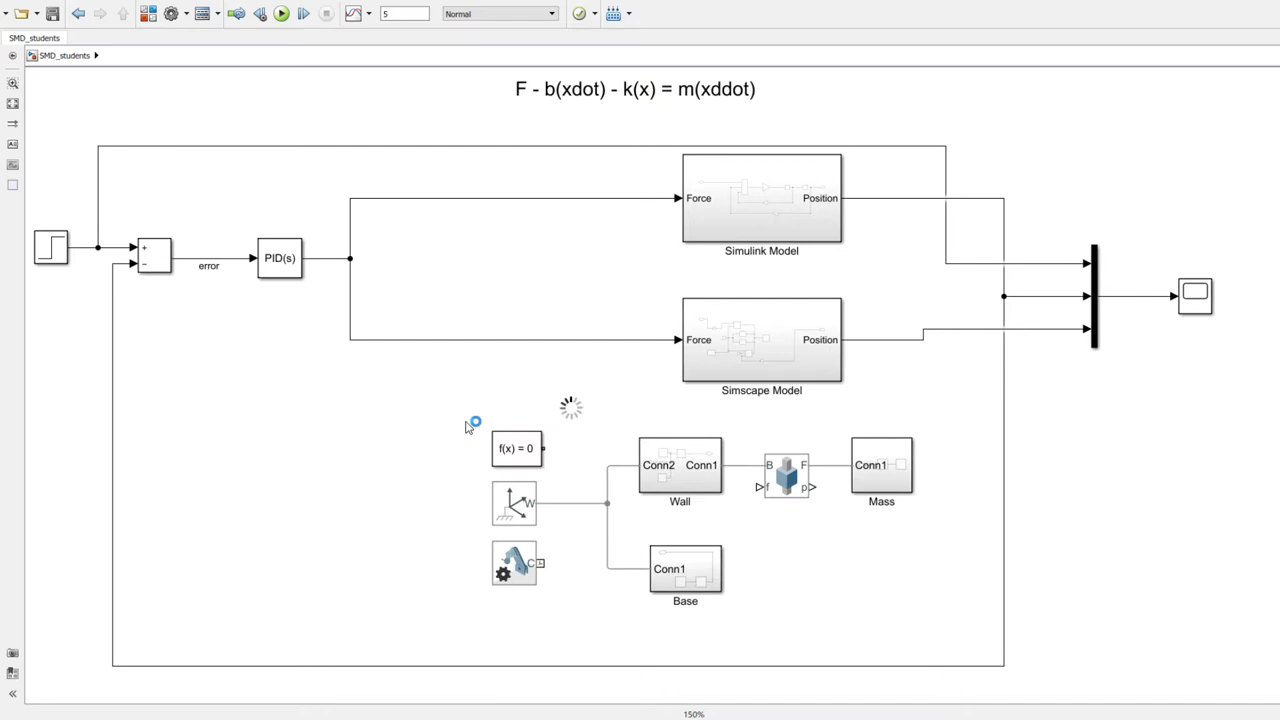 5
Normal
SMD_students
SMD_students
F - b(xdot) - k(x) = m(xddot)
Force
Position
Simulink Model
+
−
error
PID(s)
Force
Position
Simscape Model
f(x) = 0
Conn2
Conn1
Wall
B
F
f
p
Conn1
Mass
W
C
Conn1
Base
150%